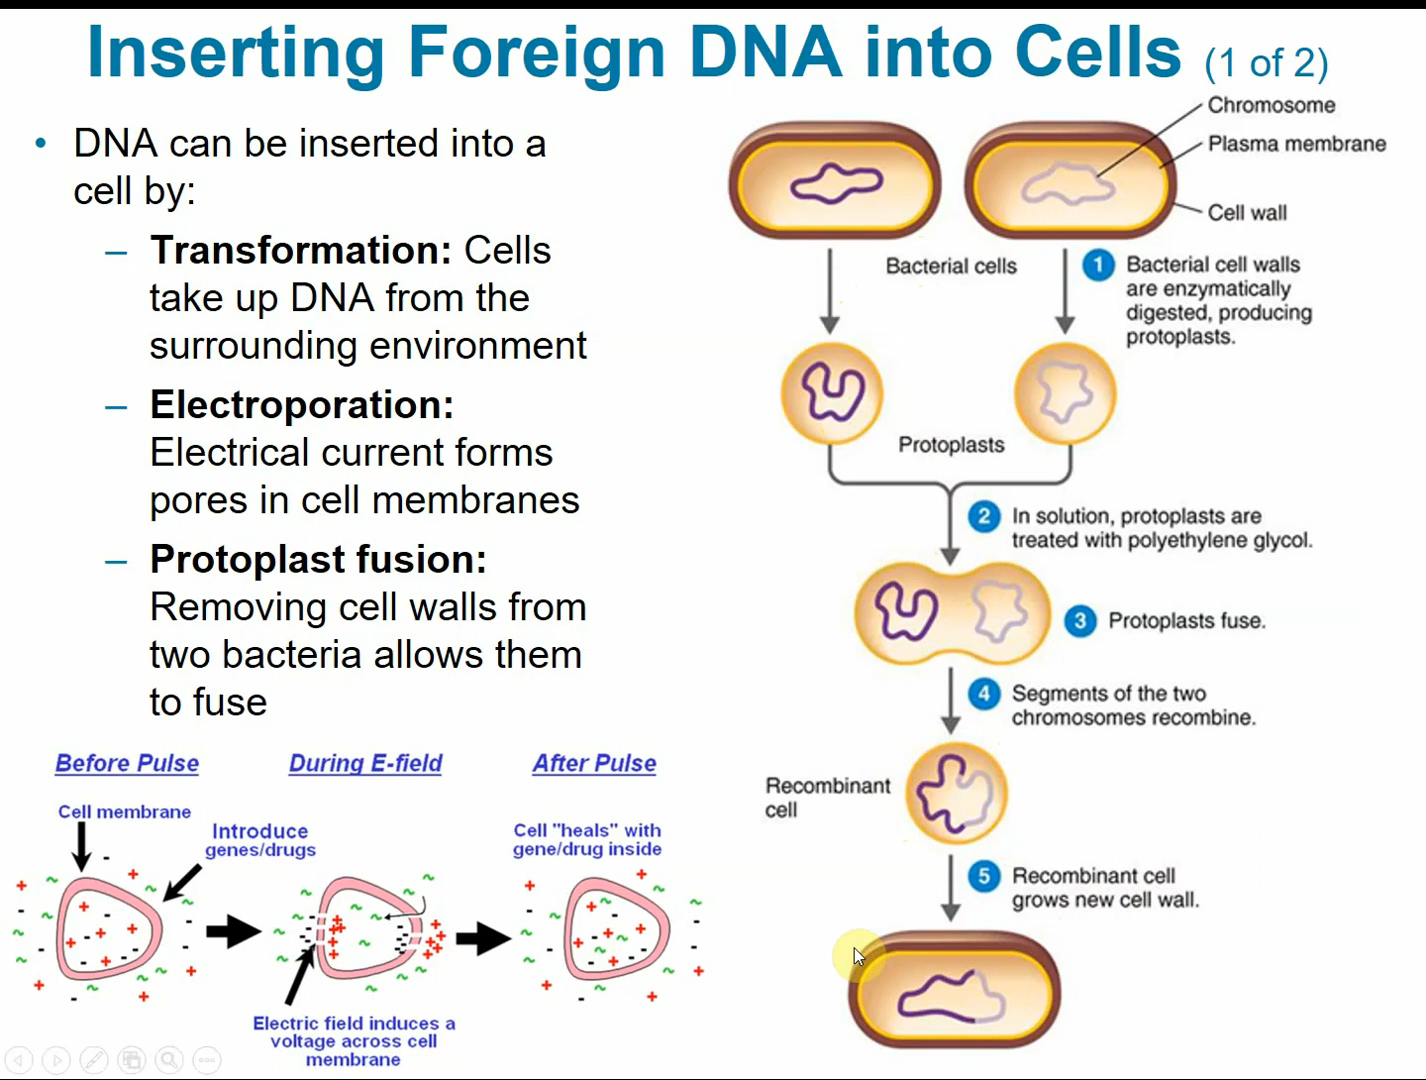 Inserting Foreign DNA into Cells (1 of 2)
• DNA can be inserted into a
cell by:
– Transformation: Cells
take up DNA from the
surrounding environment
– Electroporation:
Electrical current forms
pores in cell membranes
– Protoplast fusion:
Removing cell walls from
two bacteria allows them
to fuse
Before Pulse
During E-field
After Pulse
Cell membrane
Introduce
genes/drugs
Cell "heals" with
gene/drug inside
Electric field induces a
voltage across cell
membrane
Chromosome
Plasma membrane
Cell wall
Bacterial cells
1 Bacterial cell walls
are enzymatically
digested, producing
protoplasts.
Protoplasts
2 In solution, protoplasts are
treated with polyethylene glycol.
3 Protoplasts fuse.
4 Segments of the two
chromosomes recombine.
Recombinant
cell
5 Recombinant cell
grows new cell wall.